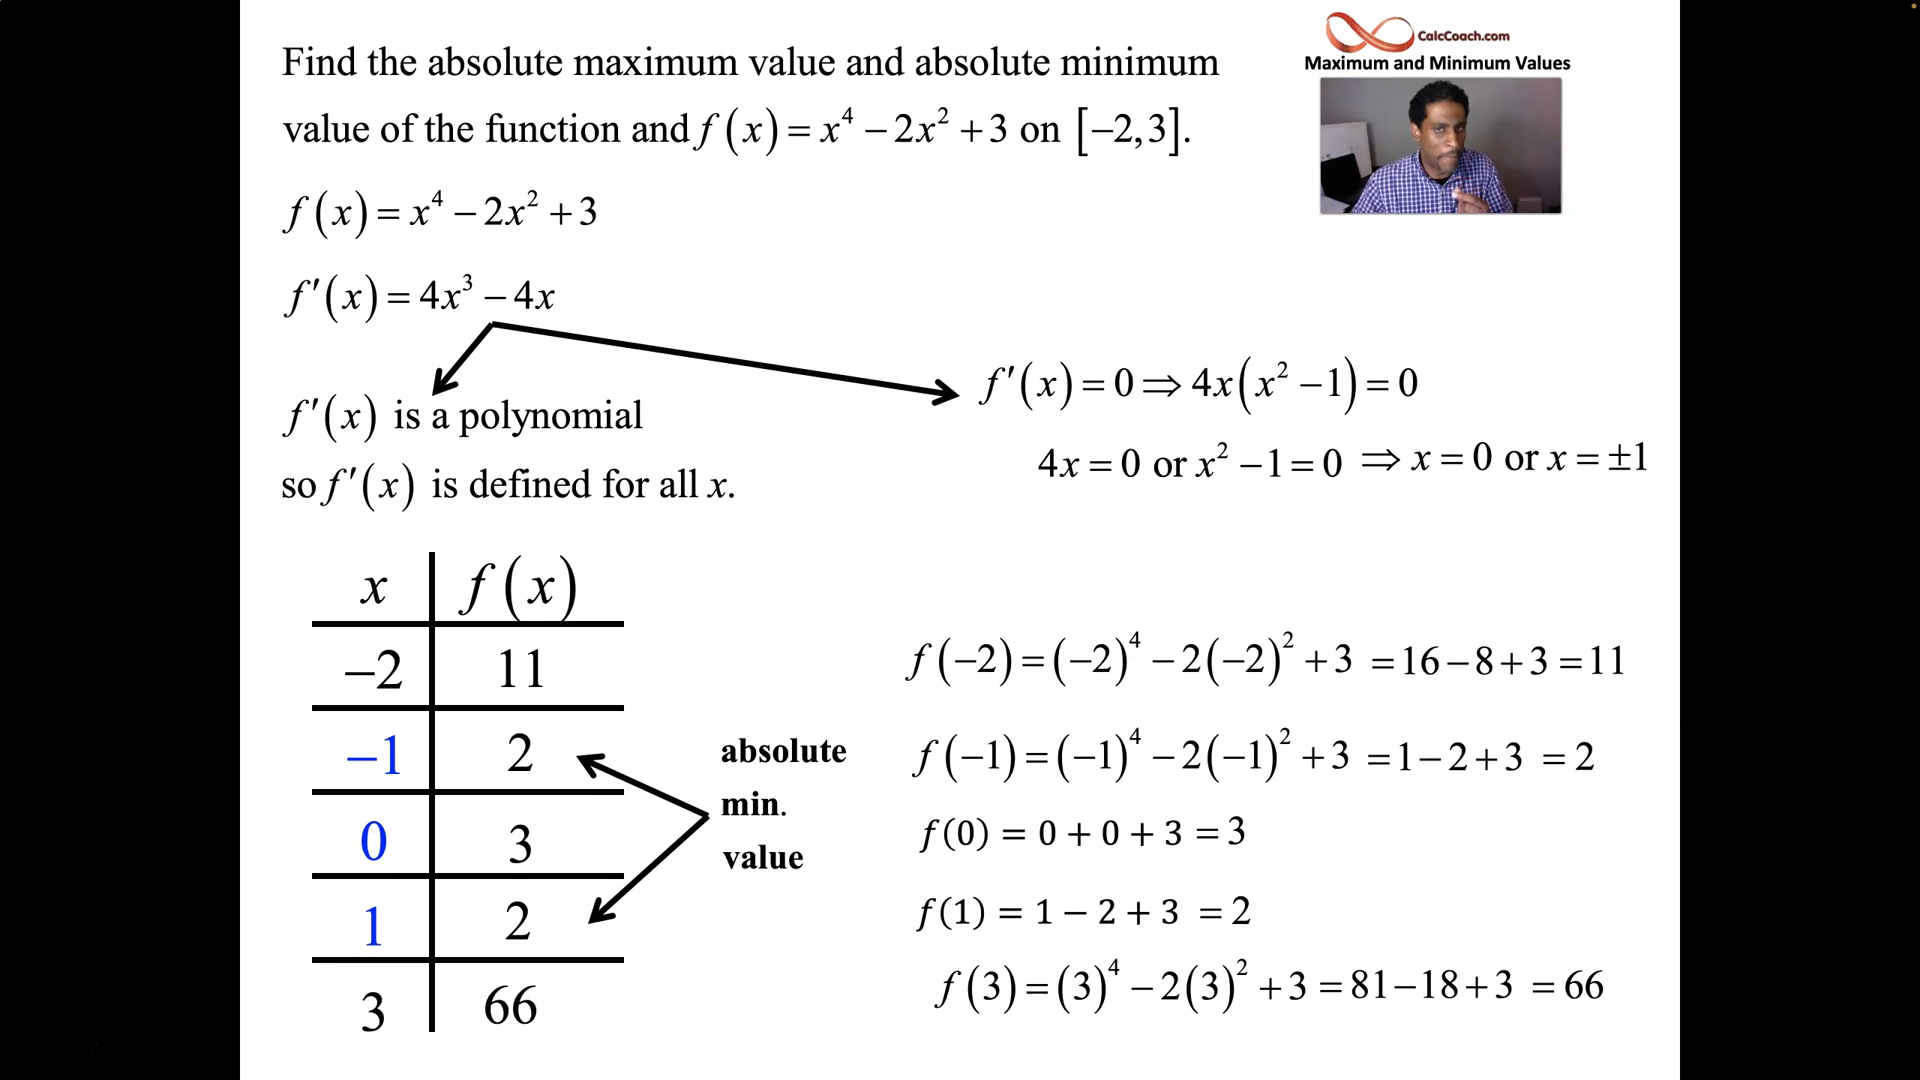 CalcCoach.com
Maximum and Minimum Values
Find the absolute maximum value and absolute minimum
value of the function and f(x) = x⁴ − 2x² + 3 on [−2,3].
f(x) = x⁴ − 2x² + 3
f′(x) = 4x³ − 4x
f′(x) is a polynomial
so f′(x) is defined for all x.
f′(x) = 0 ⇒ 4x(x² − 1) = 0
4x = 0 or x² − 1 = 0 ⇒ x = 0 or x = ±1
x f(x)
−2 11
−1 2
0 3
1 2
3 66
absolute
min.
value
f(−2) = (−2)⁴ − 2(−2)² + 3 = 16 − 8 + 3 = 11
f(−1) = (−1)⁴ − 2(−1)² + 3 = 1 − 2 + 3 = 2
f(0) = 0 + 0 + 3 = 3
f(1) = 1 − 2 + 3 = 2
f(3) = (3)⁴ − 2(3)² + 3 = 81 − 18 + 3 = 66